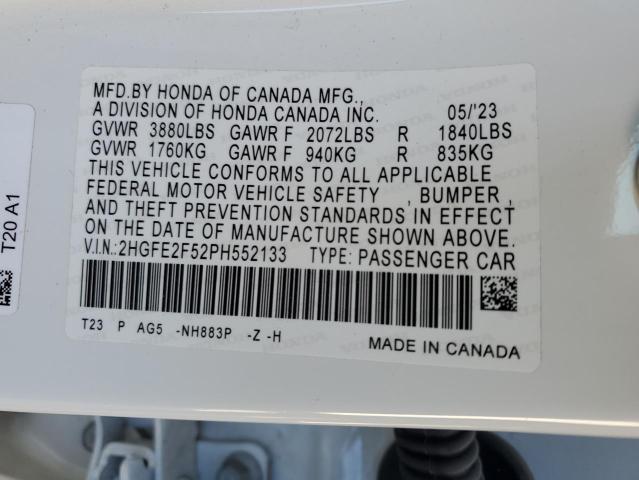 MFD.BY HONDA OF CANADA MFG.,
A DIVISION OF HONDA CANADA INC. 05/'23
GVWR 3880LBS GAWR F 2072LBS R 1840LBS
GVWR 1760KG GAWR F 940KG R 835KG
THIS VEHICLE CONFORMS TO ALL APPLICABLE
FEDERAL MOTOR VEHICLE SAFETY , BUMPER ,
AND THEFT PREVENTION STANDARDS IN EFFECT
ON THE DATE OF MANUFACTURE SHOWN ABOVE.
V.I.N.:2HGFE2F52PH552133 TYPE: PASSENGER CAR
T23 P AG5 -NH883P -Z -H
MADE IN CANADA
T20 A1